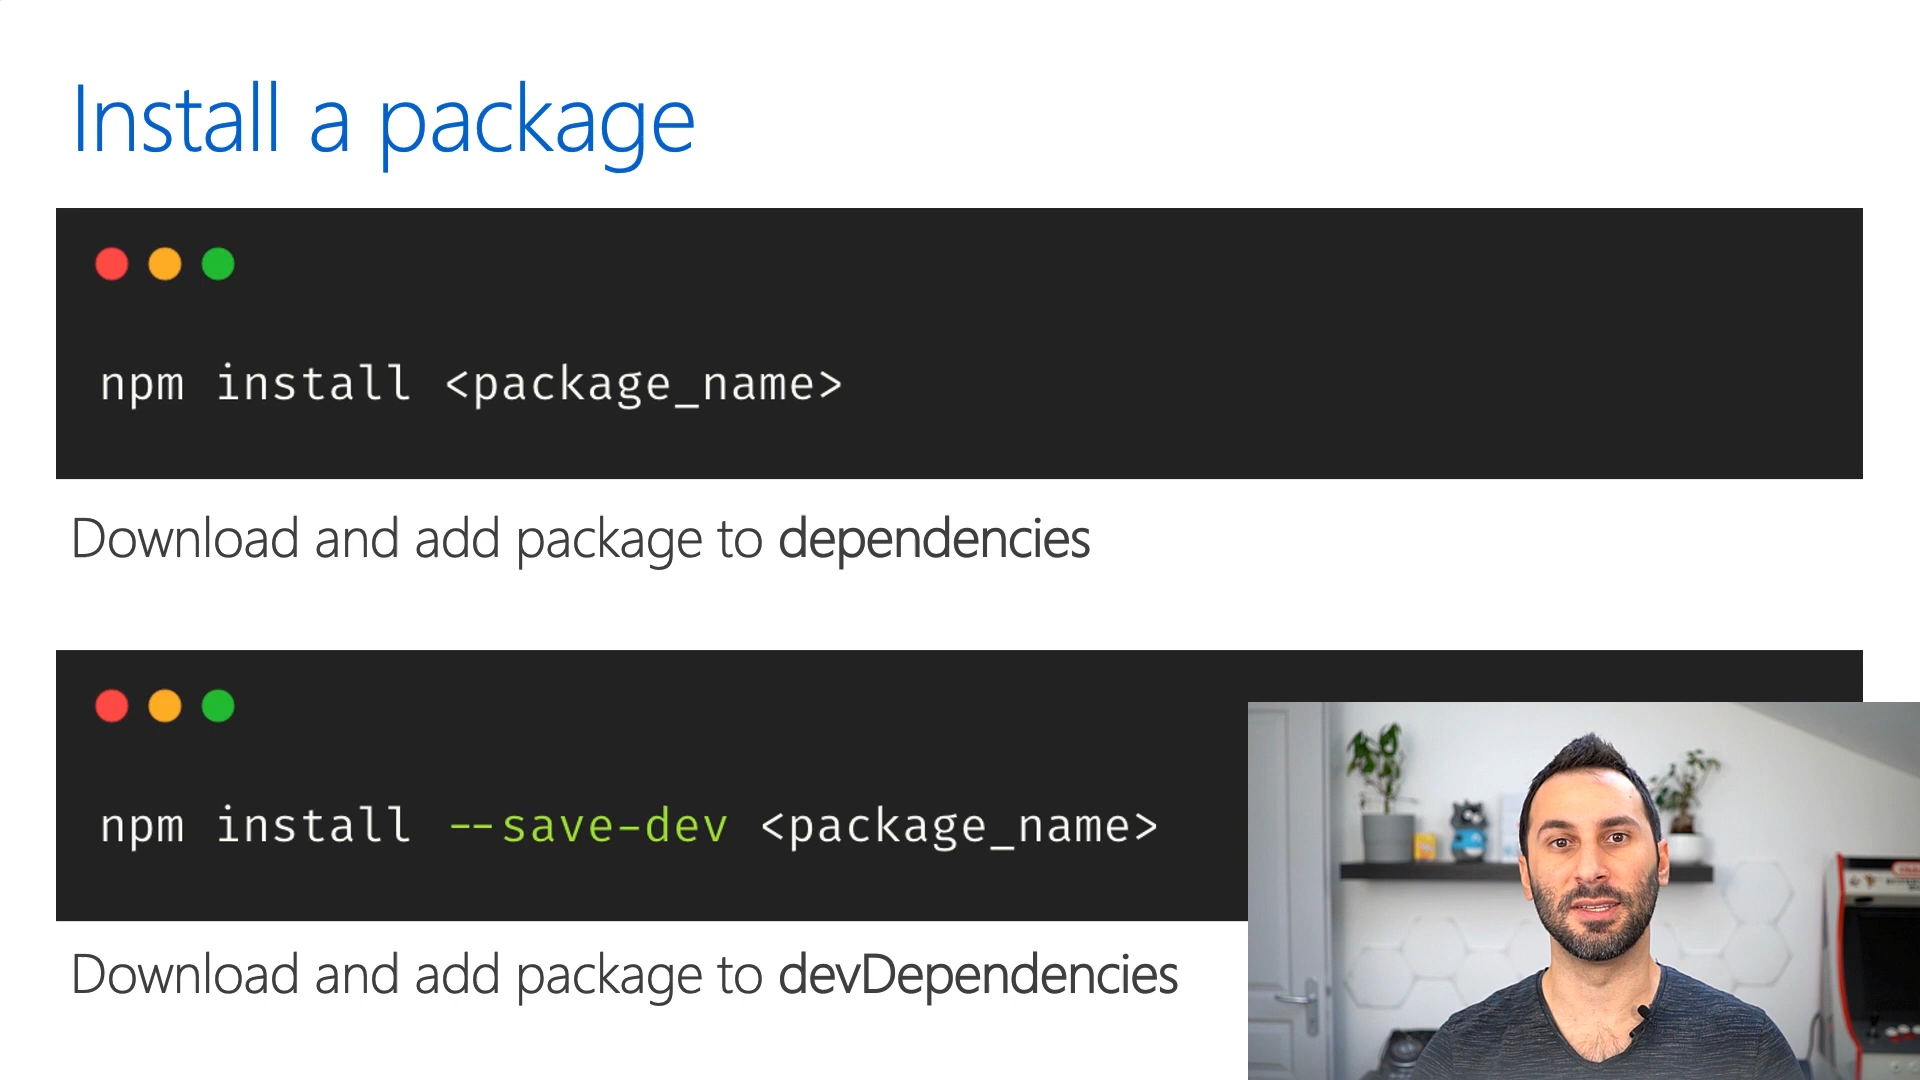 Install a package
npm install <package_name>
Download and add package to dependencies
npm install --save-dev <package_name>
Download and add package to devDependencies